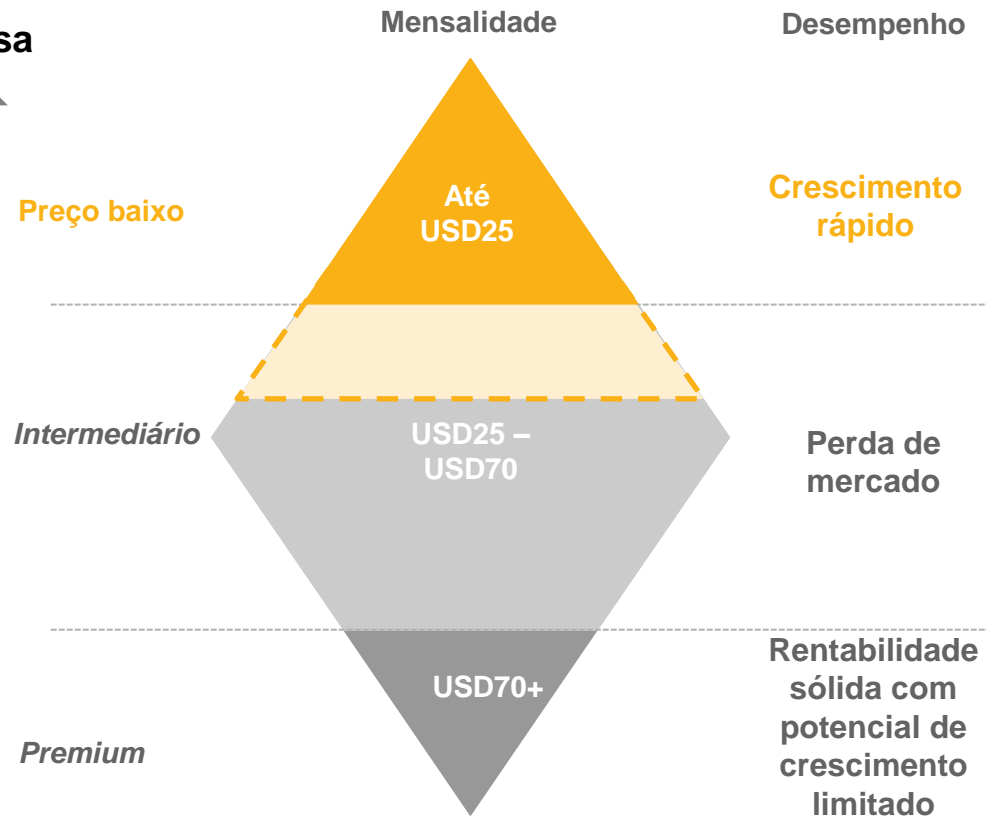 Mensalidade
Desempenho
sa
Preço baixo
Até
USD25
Crescimento
rápido
Intermediário
USD25 –
USD70
Perda de
mercado
Premium
USD70+
Rentabilidade
sólida com
potencial de
crescimento
limitado